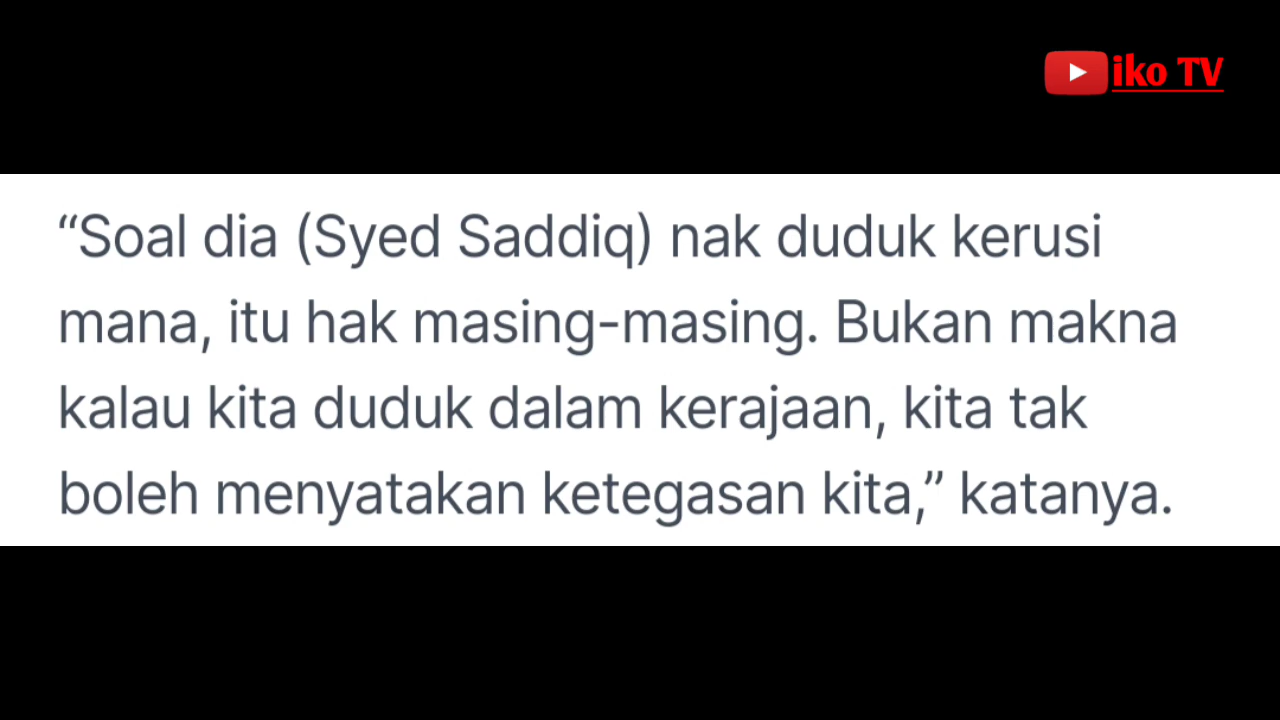 iko TV
“Soal dia (Syed Saddiq) nak duduk kerusi
mana, itu hak masing-masing. Bukan makna
kalau kita duduk dalam kerajaan, kita tak
boleh menyatakan ketegasan kita,” katanya.